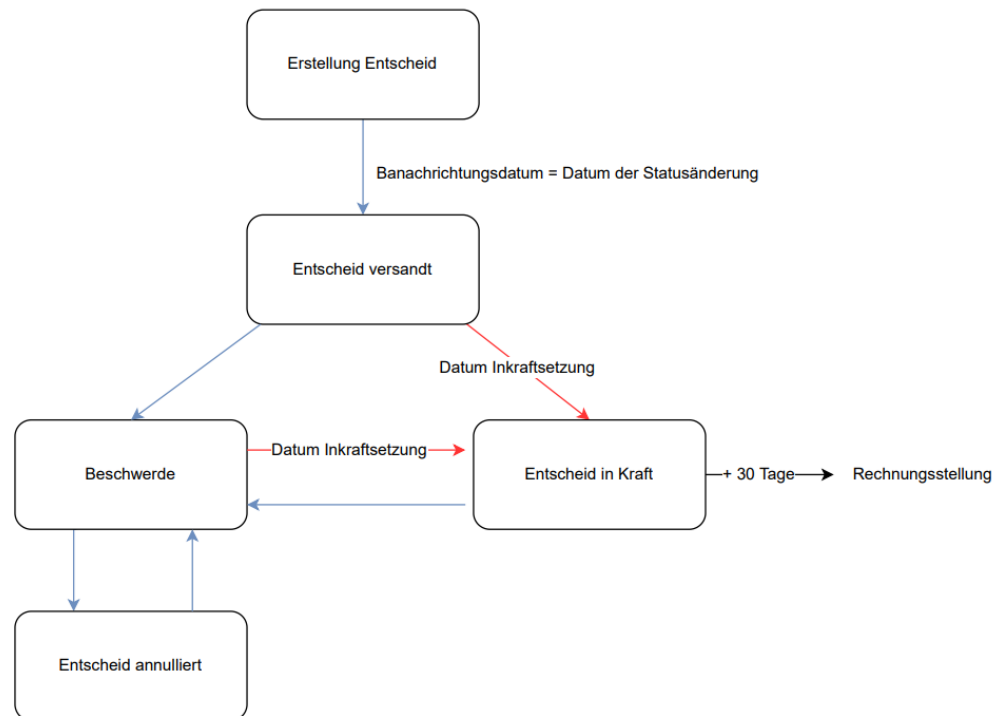 Erstellung Entscheid
Banachrichtungsdatum = Datum der Statusänderung
Entscheid versandt
Datum Inkraftsetzung
Beschwerde
Datum Inkraftsetzung
Entscheid in Kraft
+ 30 Tage
Rechnungsstellung
Entscheid annulliert